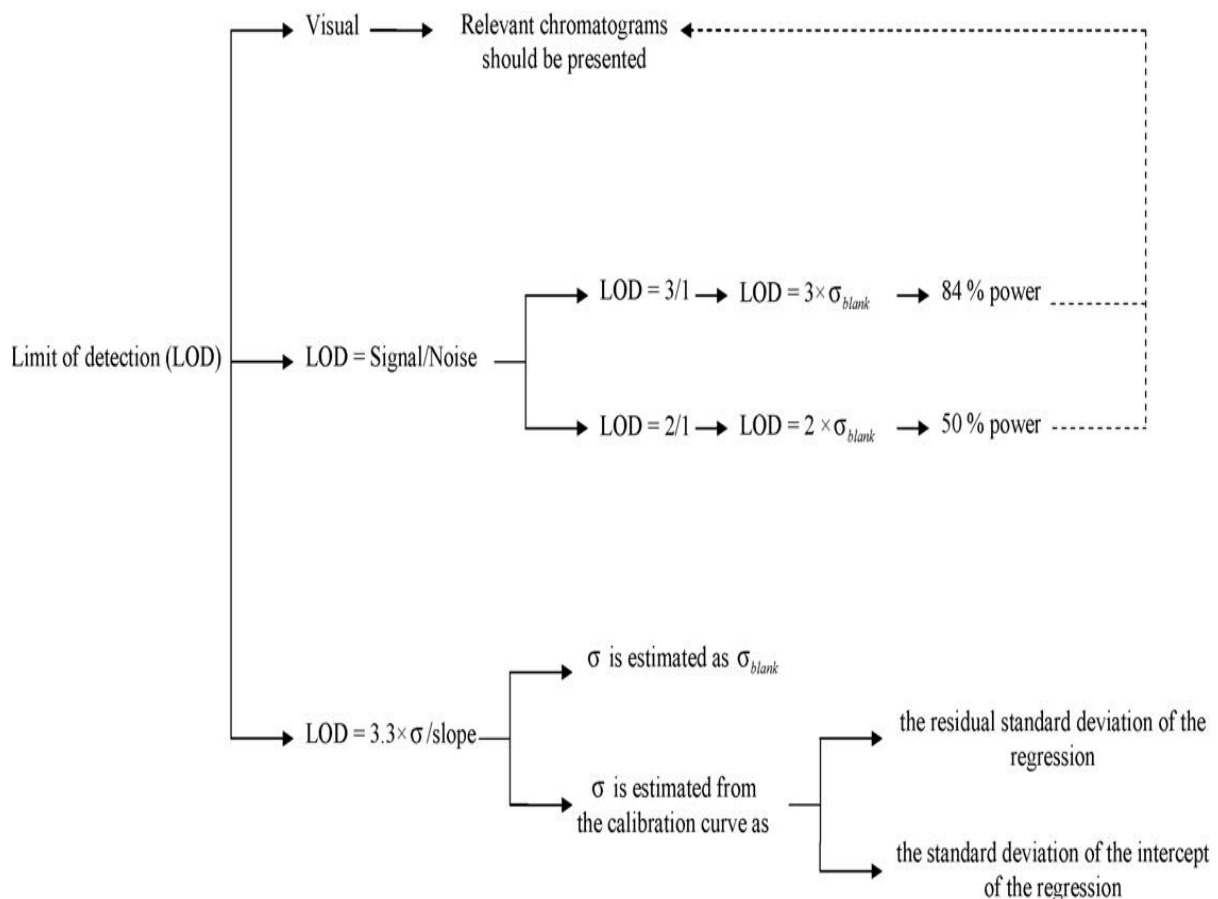 Visual
Relevant chromatograms
should be presented
LOD = 3/1
LOD = 3×σblank
84 % power
Limit of detection (LOD)
LOD = Signal/Noise
LOD = 2/1
LOD = 2 ×σblank
50 % power
σ is estimated as σblank
LOD = 3.3×σ/slope
the residual standard deviation of the
regression
σ is estimated from
the calibration curve as
the standard deviation of the intercept
of the regression